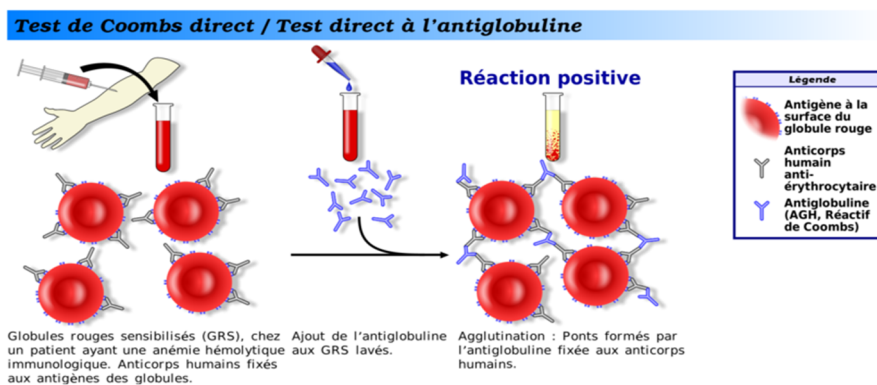 Test de Coombs direct / Test direct à l'antiglobuline
Réaction positive
Légende
Antigène à la
surface du
globule rouge
Anticorps
humain
anti-
érythrocytaire
Antiglobuline
(AGH, Réactif
de Coombs)
Globules rouges sensibilisés (GRS), chez
un patient ayant une anémie hémolytique
immunologique. Anticorps humains fixés
aux antigènes des globules.
Ajout de l'antiglobuline
aux GRS lavés.
Agglutination : Ponts formés par
l'antiglobuline fixée aux anticorps
humains.